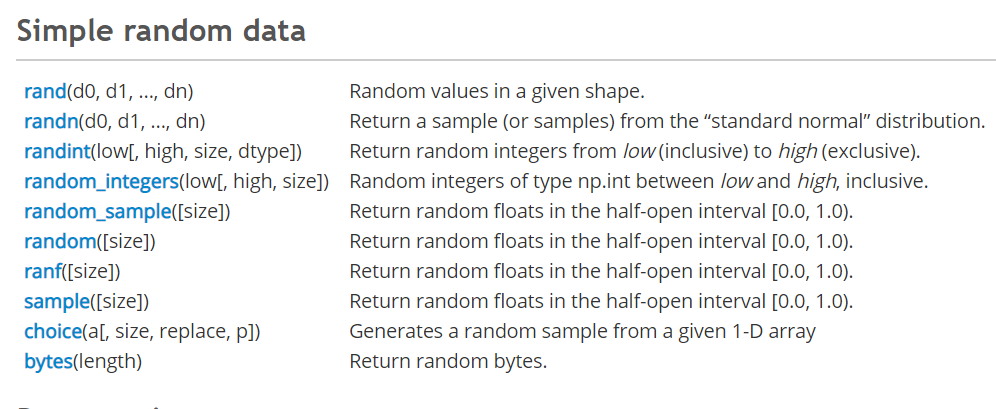 Simple random data
rand(d0, d1, ..., dn) Random values in a given shape.
randn(d0, d1, ..., dn) Return a sample (or samples) from the “standard normal” distribution.
randint(low[, high, size, dtype]) Return random integers from low (inclusive) to high (exclusive).
random_integers(low[, high, size]) Random integers of type np.int between low and high, inclusive.
random_sample([size]) Return random floats in the half-open interval [0.0, 1.0).
random([size]) Return random floats in the half-open interval [0.0, 1.0).
ranf([size]) Return random floats in the half-open interval [0.0, 1.0).
sample([size]) Return random floats in the half-open interval [0.0, 1.0).
choice(a[, size, replace, p]) Generates a random sample from a given 1-D array
bytes(length) Return random bytes.